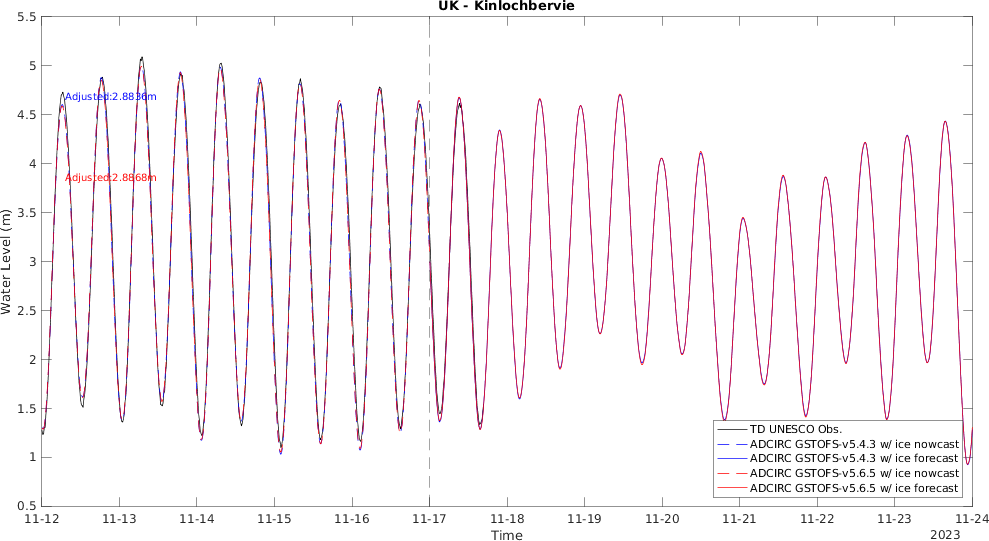 UK - Kinlochbervie
5.5
5
4.5
4
3.5
3
2.5
2
1.5
1
0.5
Water Level (m)
Adjusted:2.8836m
Adjusted:2.8868m
TD UNESCO Obs.
ADCIRC GSTOFS-v5.4.3 w/ ice nowcast
ADCIRC GSTOFS-v5.4.3 w/ ice forecast
ADCIRC GSTOFS-v5.6.5 w/ ice nowcast
ADCIRC GSTOFS-v5.6.5 w/ ice forecast
11-12 11-13 11-14 11-15 11-16 11-17 11-18 11-19 11-20 11-21 11-22 11-23 11-24
Time
2023